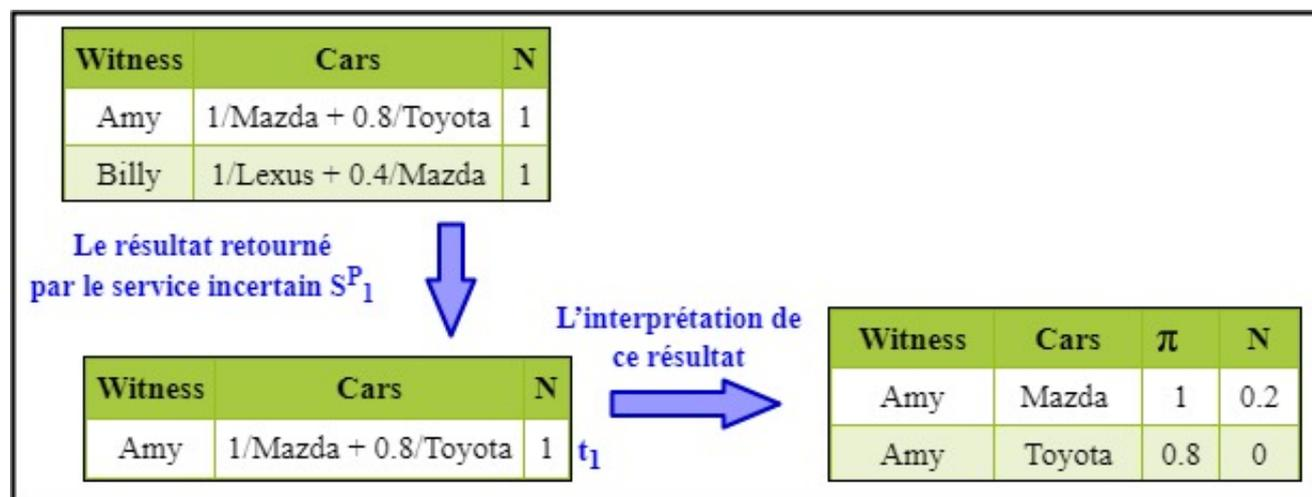 Witness Cars N
Amy 1/Mazda + 0.8/Toyota 1
Billy 1/Lexus + 0.4/Mazda 1
Le résultat retourné
par le service incertain S^P_1
Witness Cars N
Amy 1/Mazda + 0.8/Toyota 1 t_1
L'interprétation de
ce résultat
Witness Cars π N
Amy Mazda 1 0.2
Amy Toyota 0.8 0